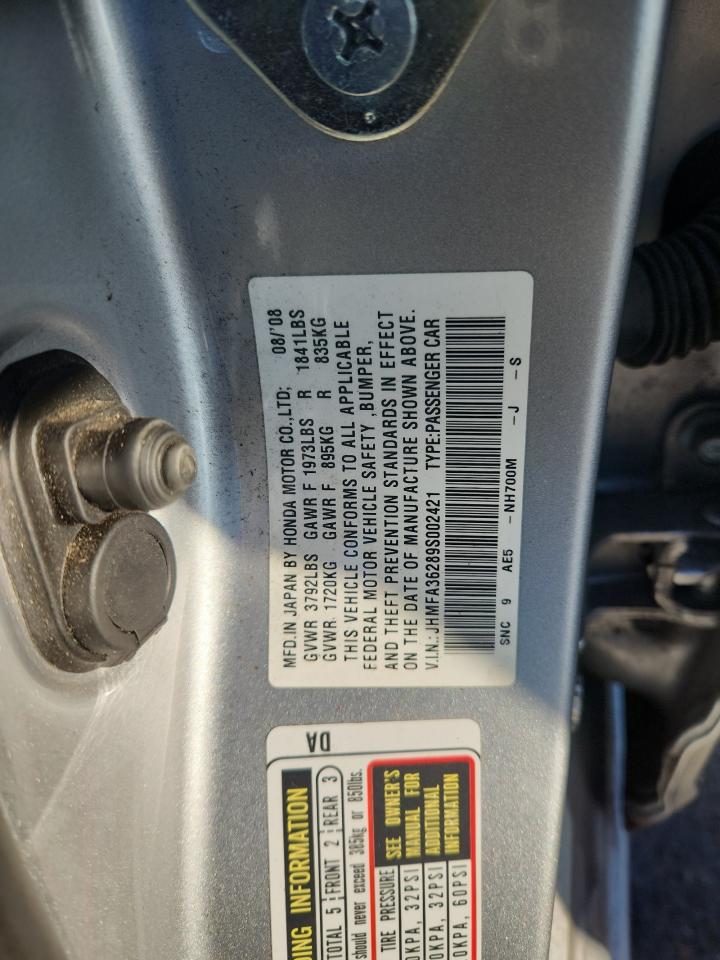 MFD.IN JAPAN BY HONDA MOTOR CO.,LTD; 08/'08
GVWR 3792LBS GAWR F 1973LBS R 1841LBS
GVWR. 1720KG GAWR F 895KG R 835KG
THIS VEHICLE CONFORMS TO ALL APPLICABLE
FEDERAL MOTOR VEHICLE SAFETY ,BUMPER,
AND THEFT PREVENTION STANDARDS IN EFFECT
ON THE DATE OF MANUFACTURE SHOWN ABOVE.
V.I.N.: JHMFA36289S002421 TYPE:PASSENGER CAR
SNC 9 AE5 -NH700M -J -S
DA
INFORMATION
TOTAL 5 FRONT 2 REAR 3
should never exceed 385kg or 850lbs.
TIRE PRESSURE
SEE OWNER'S
MANUAL FOR
ADDITIONAL
INFORMATION
KPA, 32PSI
KPA, 32PSI
KPA, 60PSI